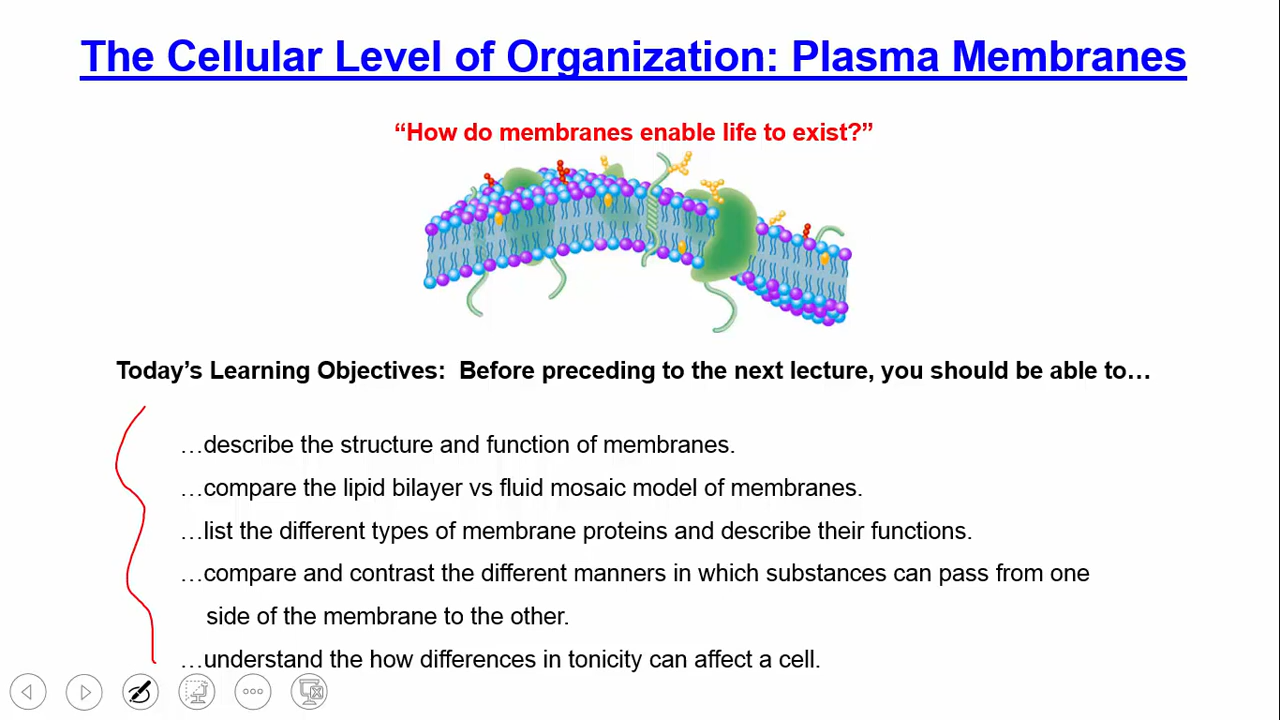 The Cellular Level of Organization: Plasma Membranes
“How do membranes enable life to exist?”
Today’s Learning Objectives:  Before preceding to the next lecture, you should be able to…
…describe the structure and function of membranes.
…compare the lipid bilayer vs fluid mosaic model of membranes.
…list the different types of membrane proteins and describe their functions.
…compare and contrast the different manners in which substances can pass from one
side of the membrane to the other.
…understand the how differences in tonicity can affect a cell.